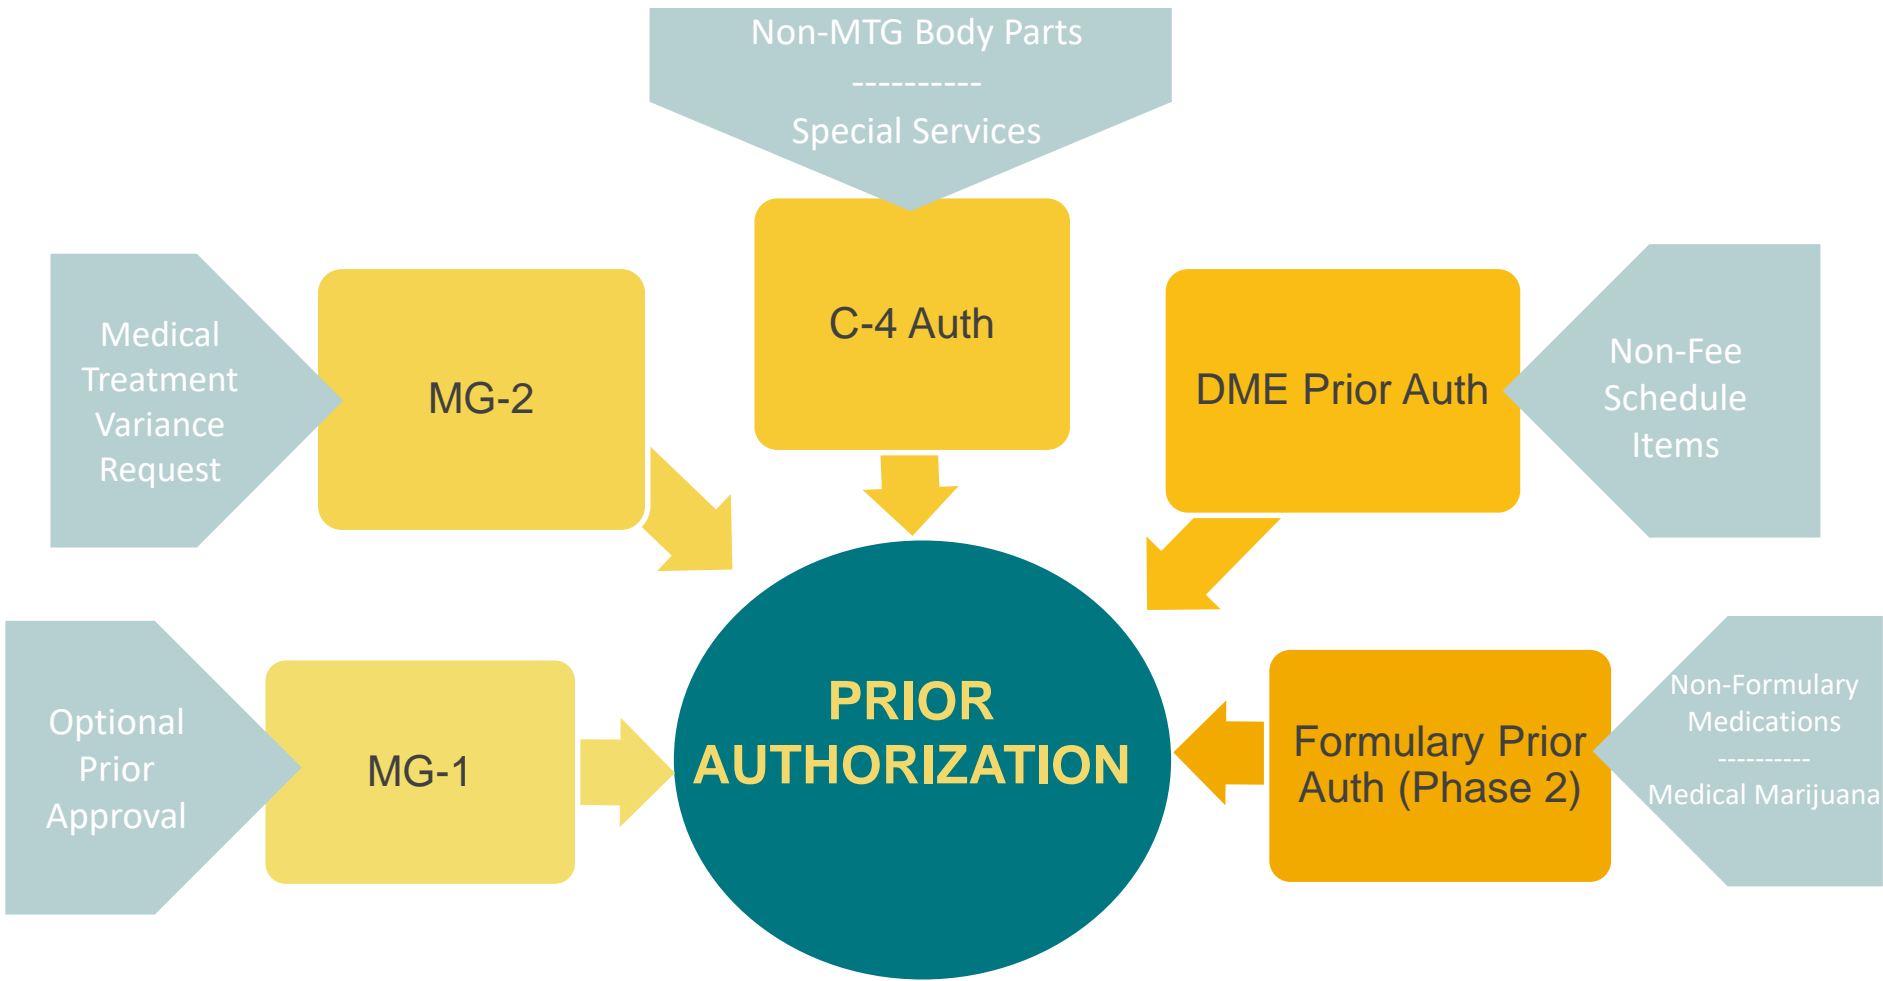 Non-MTG Body Parts
----------
Special Services
C-4 Auth
Medical
Treatment
Variance
Request
MG-2
DME Prior Auth
Non-Fee
Schedule
Items
Optional
Prior
Approval
MG-1
PRIOR
AUTHORIZATION
Formulary Prior
Auth (Phase 2)
Non-Formulary
Medications
----------
Medical Marijuana